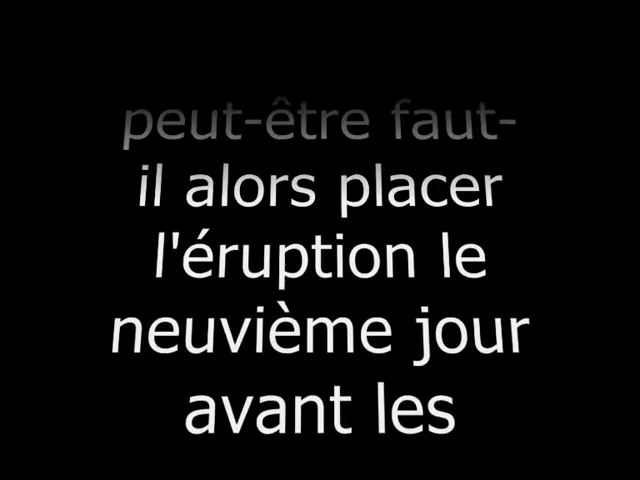 peut-être faut-
il alors placer
l'éruption le
neuvième jour
avant les